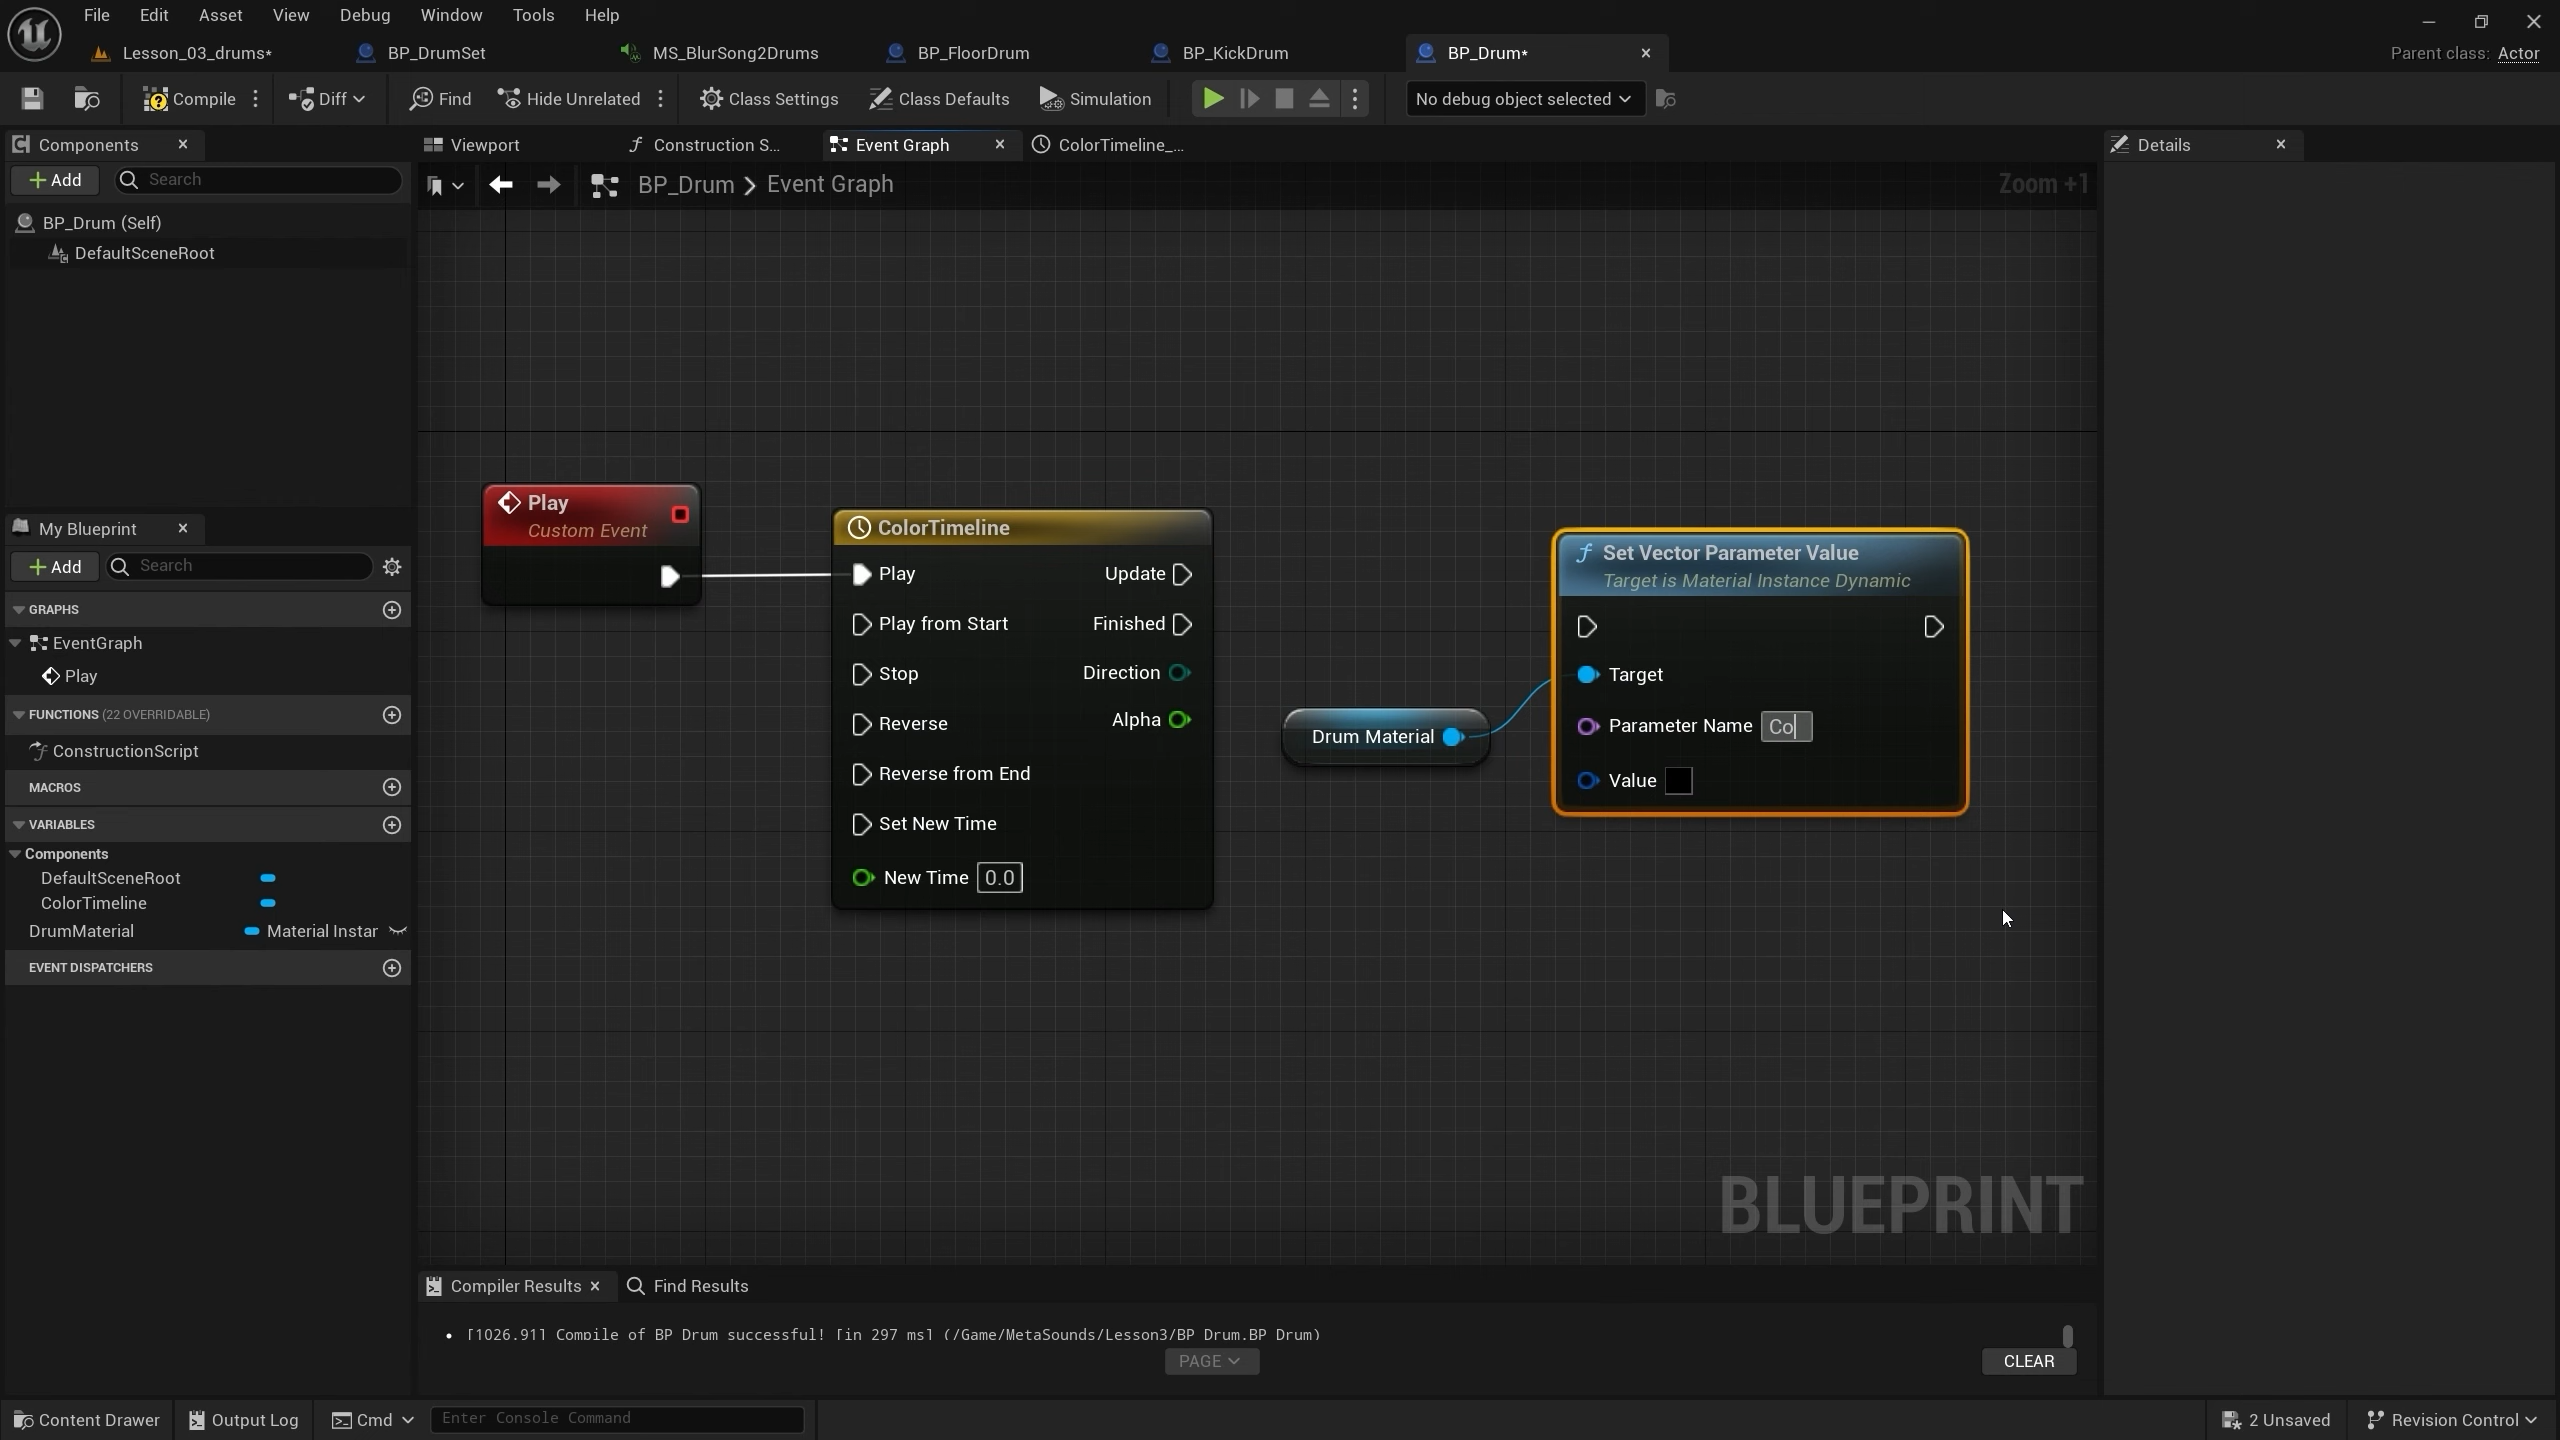 File Edit Asset View Debug Window Tools Help
Lesson_03_drums* BP_DrumSet MS_BlurSong2Drums BP_FloorDrum BP_KickDrum BP_Drum* Parent class: Actor
Compile Diff Find Hide Unrelated Class Settings Class Defaults Simulation No debug object selected
Components Viewport Construction S... Event Graph ColorTimeline_... Details
Add Search
BP_Drum > Event Graph Zoom +1
BP_Drum (Self)
DefaultSceneRoot
My Blueprint
Add Search
GRAPHS
EventGraph
Play
FUNCTIONS (22 OVERRIDABLE)
ConstructionScript
MACROS
VARIABLES
Components
DefaultSceneRoot
ColorTimeline
DrumMaterial Material Instar
EVENT DISPATCHERS
Play
Custom Event
ColorTimeline
Play Update
Play from Start Finished
Stop Direction
Reverse Alpha
Reverse from End
Set New Time
New Time 0.0
Drum Material
Set Vector Parameter Value
Target is Material Instance Dynamic
Target
Parameter Name Co
Value
BLUEPRINT
Compiler Results Find Results
• [1026.91] Compile of BP_Drum successful! [in 297 ms] (/Game/MetaSounds/Lesson3/BP_Drum.BP_Drum)
PAGE CLEAR
Content Drawer Output Log Cmd Enter Console Command 2 Unsaved Revision Control